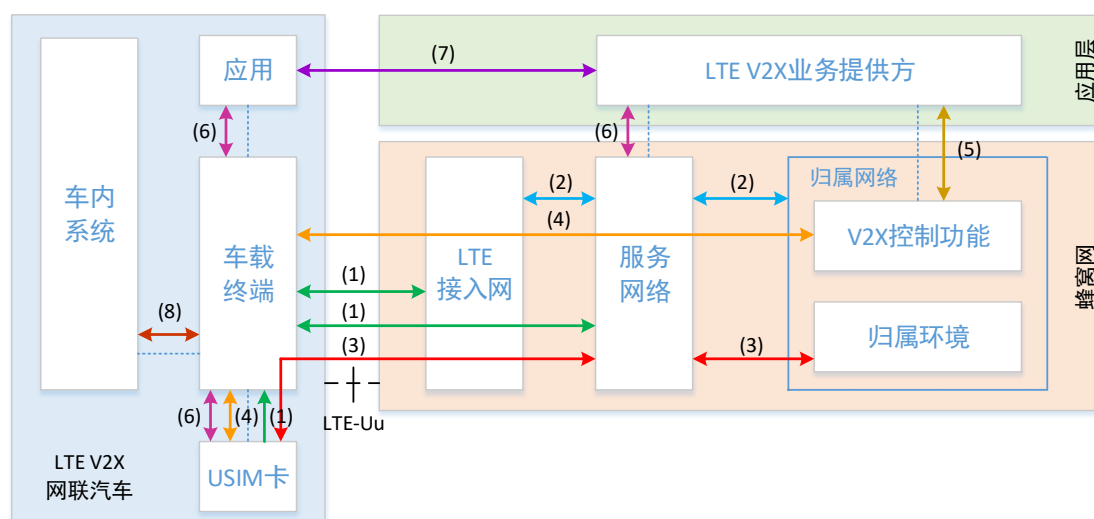 应用
(7)
LTE V2X业务提供方
应用层
(6)
(6)
(5)
车内
系统
车载
终端
(2)
(2)
归属网络
(4)
V2X控制功能
LTE
接入网
服务
网络
蜂窝网
(1)
(1)
(8)
(3)
(3)
归属环境
(6)
(4)
(1)
LTE-Uu
LTE V2X
网联汽车
USIM卡